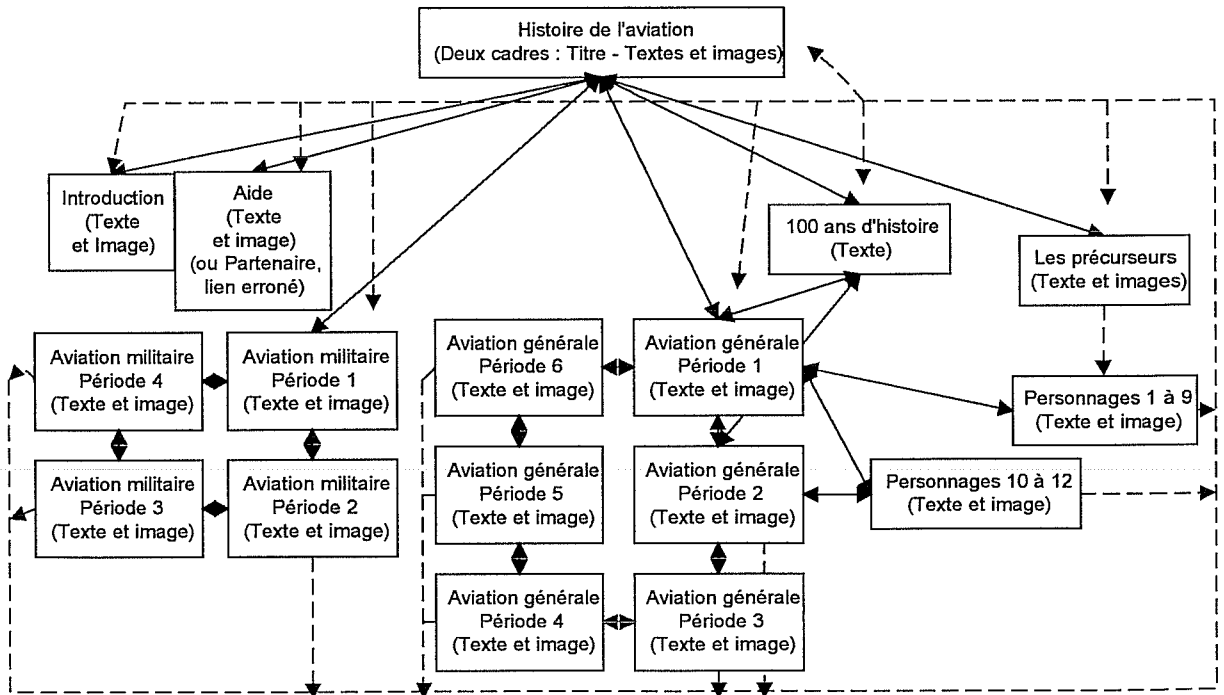 Histoire de l'aviation
(Deux cadres : Titre - Textes et images)
Introduction
(Texte
et Image)
Aide
(Texte
et image)
(ou Partenaire,
lien erroné)
100 ans d'histoire
(Texte)
Les précurseurs
(Texte et images)
Aviation militaire
Période 4
(Texte et image)
Aviation militaire
Période 1
(Texte et image)
Aviation générale
Période 6
(Texte et image)
Aviation générale
Période 1
(Texte et image)
Personnages 1 à 9
(Texte et image)
Aviation militaire
Période 3
(Texte et image)
Aviation militaire
Période 2
(Texte et image)
Aviation générale
Période 5
(Texte et image)
Aviation générale
Période 2
(Texte et image)
Personnages 10 à 12
(Texte et image)
Aviation générale
Période 4
(Texte et image)
Aviation générale
Période 3
(Texte et image)